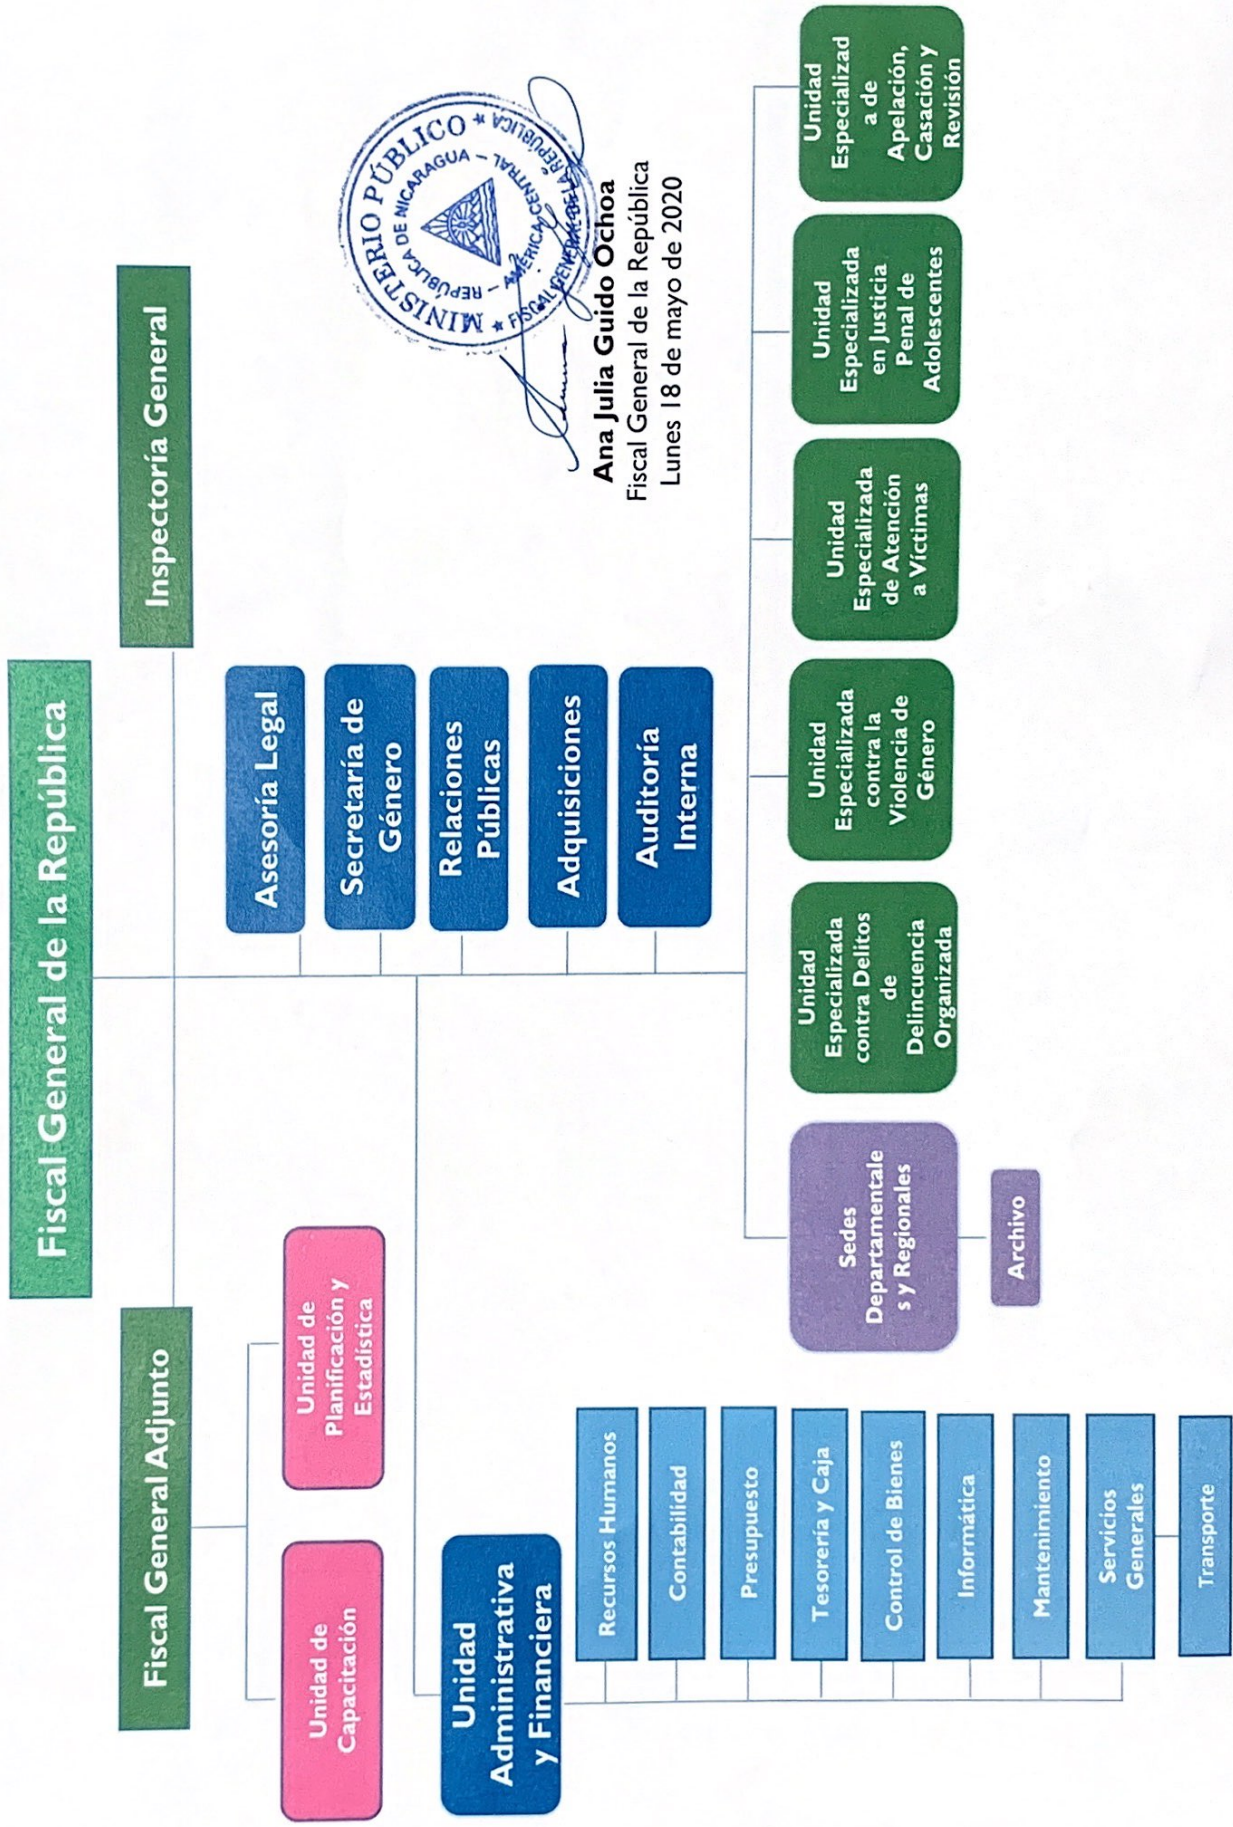 Fiscal General de la República
Fiscal General Adjunto
Inspectoría General
Unidad de
Capacitación
Unidad de
Planificación y
Estadística
Asesoría Legal
Secretaría de
Género
Relaciones
Públicas
Adquisiciones
Auditoría
Interna
MINISTERIO PÚBLICO
REPÚBLICA DE NICARAGUA
AMÉRICA CENTRAL
FISCAL GENERAL DE LA REPÚBLICA
Ana Julia Guido Ochoa
Fiscal General de la República
Lunes 18 de mayo de 2020
Unidad
Administrativa
y Financiera
Recursos Humanos
Contabilidad
Presupuesto
Tesorería y Caja
Control de Bienes
Informática
Mantenimiento
Servicios
Generales
Transporte
Sedes
Departamentale
s y Regionales
Archivo
Unidad
Especializada
contra Delitos
de
Delincuencia
Organizada
Unidad
Especializada
contra la
Violencia de
Género
Unidad
Especializada
de Atención
a Víctimas
Unidad
Especializada
en Justicia
Penal de
Adolescentes
Unidad
Especializad
a de
Apelación,
Casación y
Revisión